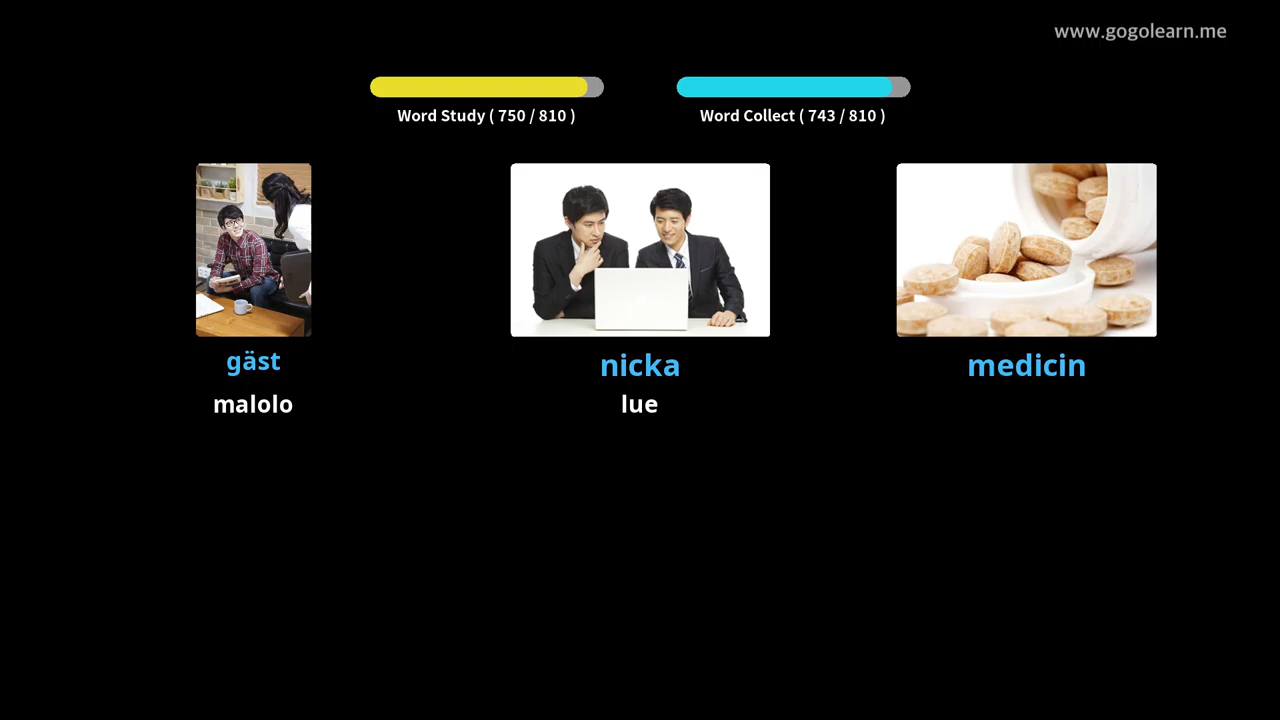 www.gogolearn.me
Word Study ( 750 / 810 )
Word Collect ( 743 / 810 )
gäst
malolo
nicka
lue
medicin